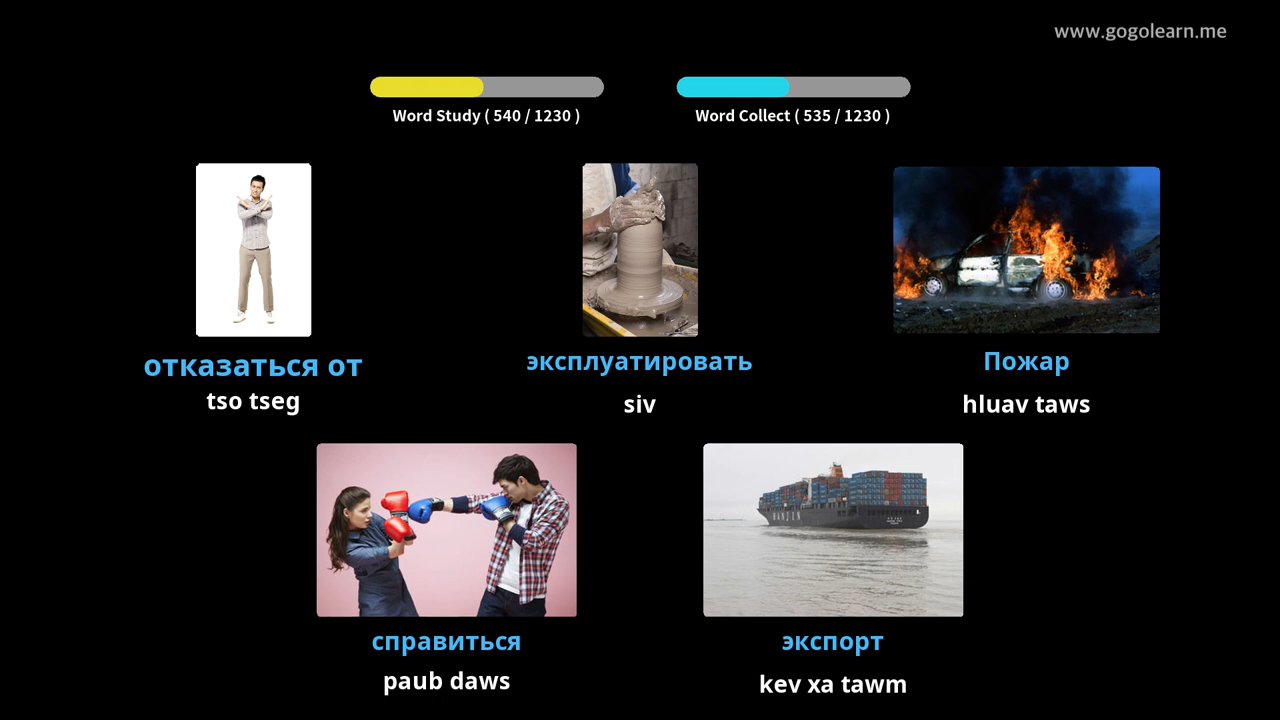 www.gogolearn.me
Word Study ( 540 / 1230 )
Word Collect ( 535 / 1230 )
отказаться от
tso tseg
эксплуатировать
siv
Пожар
hluav taws
справиться
paub daws
экспорт
kev xa tawm